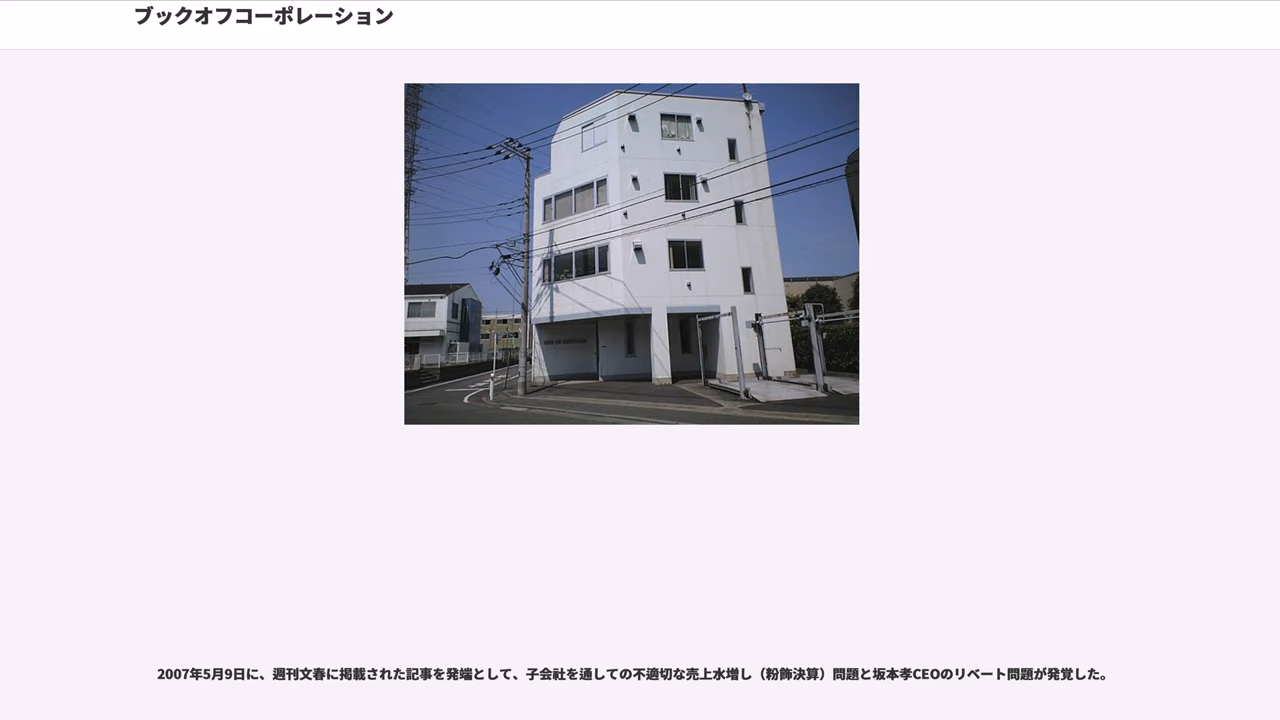 ブックオフコーポレーション
2007年5月9日に、週刊文春に掲載された記事を発端として、子会社を通しての不適切な売上水増し（粉飾決算）問題と坂本孝CEOのリベート問題が発覚した。